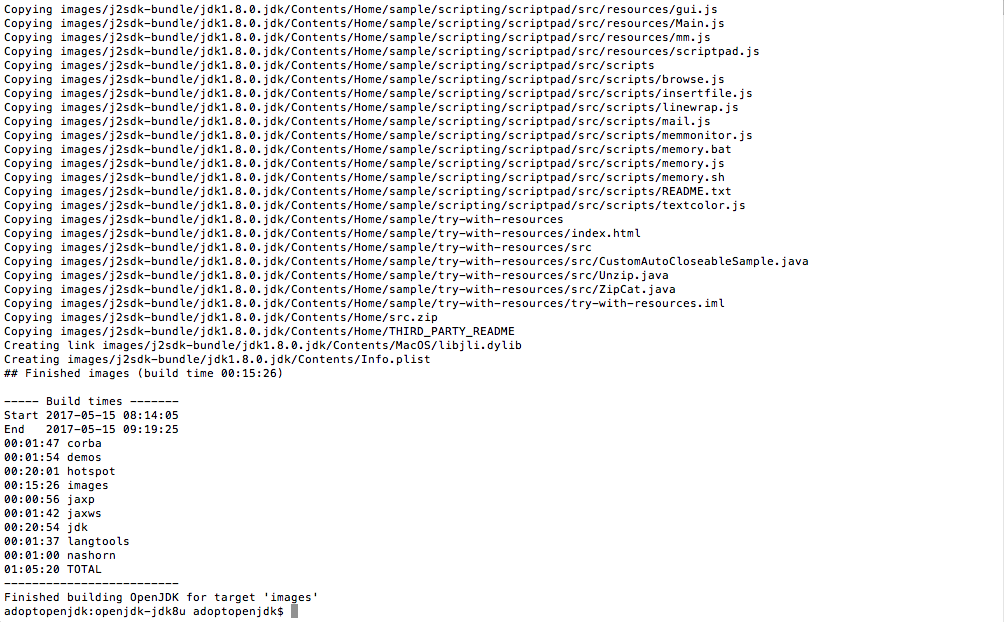 Copying images/j2sdk-bundle/jdk1.8.0.jdk/Contents/Home/sample/scripting/scriptpad/src/resources/gui.js
Copying images/j2sdk-bundle/jdk1.8.0.jdk/Contents/Home/sample/scripting/scriptpad/src/resources/Main.js
Copying images/j2sdk-bundle/jdk1.8.0.jdk/Contents/Home/sample/scripting/scriptpad/src/resources/mm.js
Copying images/j2sdk-bundle/jdk1.8.0.jdk/Contents/Home/sample/scripting/scriptpad/src/resources/scriptpad.js
Copying images/j2sdk-bundle/jdk1.8.0.jdk/Contents/Home/sample/scripting/scriptpad/src/scripts
Copying images/j2sdk-bundle/jdk1.8.0.jdk/Contents/Home/sample/scripting/scriptpad/src/scripts/browse.js
Copying images/j2sdk-bundle/jdk1.8.0.jdk/Contents/Home/sample/scripting/scriptpad/src/scripts/insertfile.js
Copying images/j2sdk-bundle/jdk1.8.0.jdk/Contents/Home/sample/scripting/scriptpad/src/scripts/linewrap.js
Copying images/j2sdk-bundle/jdk1.8.0.jdk/Contents/Home/sample/scripting/scriptpad/src/scripts/mail.js
Copying images/j2sdk-bundle/jdk1.8.0.jdk/Contents/Home/sample/scripting/scriptpad/src/scripts/memmonitor.js
Copying images/j2sdk-bundle/jdk1.8.0.jdk/Contents/Home/sample/scripting/scriptpad/src/scripts/memory.bat
Copying images/j2sdk-bundle/jdk1.8.0.jdk/Contents/Home/sample/scripting/scriptpad/src/scripts/memory.js
Copying images/j2sdk-bundle/jdk1.8.0.jdk/Contents/Home/sample/scripting/scriptpad/src/scripts/memory.sh
Copying images/j2sdk-bundle/jdk1.8.0.jdk/Contents/Home/sample/scripting/scriptpad/src/scripts/README.txt
Copying images/j2sdk-bundle/jdk1.8.0.jdk/Contents/Home/sample/scripting/scriptpad/src/scripts/textcolor.js
Copying images/j2sdk-bundle/jdk1.8.0.jdk/Contents/Home/sample/try-with-resources
Copying images/j2sdk-bundle/jdk1.8.0.jdk/Contents/Home/sample/try-with-resources/index.html
Copying images/j2sdk-bundle/jdk1.8.0.jdk/Contents/Home/sample/try-with-resources/src
Copying images/j2sdk-bundle/jdk1.8.0.jdk/Contents/Home/sample/try-with-resources/src/CustomAutoCloseableSample.java
Copying images/j2sdk-bundle/jdk1.8.0.jdk/Contents/Home/sample/try-with-resources/src/Unzip.java
Copying images/j2sdk-bundle/jdk1.8.0.jdk/Contents/Home/sample/try-with-resources/src/ZipCat.java
Copying images/j2sdk-bundle/jdk1.8.0.jdk/Contents/Home/sample/try-with-resources/try-with-resources.iml
Copying images/j2sdk-bundle/jdk1.8.0.jdk/Contents/Home/src.zip
Copying images/j2sdk-bundle/jdk1.8.0.jdk/Contents/Home/THIRD_PARTY_README
Creating link images/j2sdk-bundle/jdk1.8.0.jdk/Contents/MacOS/libjli.dylib
Creating images/j2sdk-bundle/jdk1.8.0.jdk/Contents/Info.plist
## Finished images (build time 00:15:26)
----- Build times -------
Start 2017-05-15 08:14:05
End   2017-05-15 09:19:25
00:01:47 corba
00:01:54 demos
00:20:01 hotspot
00:15:26 images
00:00:56 jaxp
00:01:42 jaxws
00:20:54 jdk
00:01:37 langtools
00:01:00 nashorn
01:05:20 TOTAL
-------------------------
Finished building OpenJDK for target 'images'
adoptopenjdk:openjdk-jdk8u adoptopenjdk$